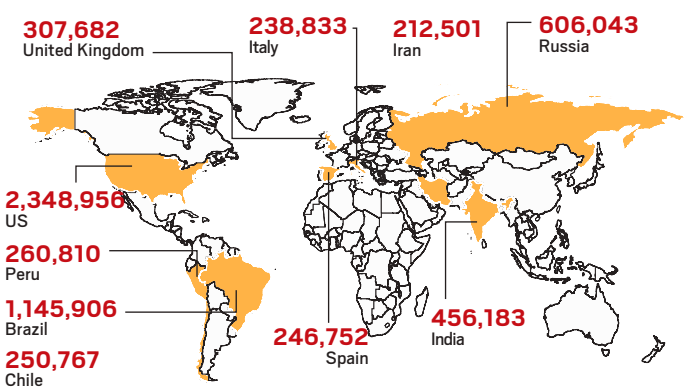 307,682
United Kingdom
238,833
Italy
212,501
Iran
606,043
Russia
2,348,956
US
260,810
Peru
1,145,906
Brazil
250,767
Chile
246,752
Spain
456,183
India